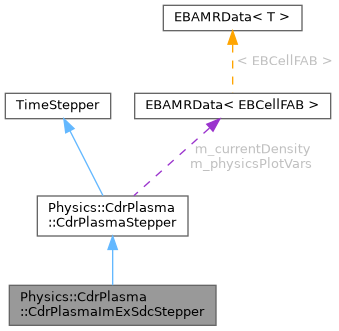 EBAMRData< T >
< EBCellFAB >
TimeStepper
EBAMRData< EBCellFAB >
m_currentDensity
m_physicsPlotVars
Physics::CdrPlasma
::CdrPlasmaStepper
Physics::CdrPlasma
::CdrPlasmaImExSdcStepper